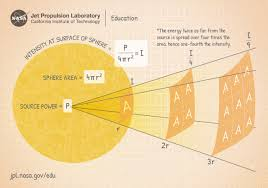 NASA
Jet Propulsion Laboratory
California Institute of Technology
Education
INTENSITY AT SURFACE OF SPHERE =
P
4πr²
= I
SPHERE AREA = 4πr²
SOURCE POWER = P
"The energy twice as far from the
source is spread over four times the
area, hence one-fourth the intensity.
I
I
4
I
9
A
A
A
A
A
A
A
A
A
A
A
A
A
A
r
2r
3r
jpl.nasa.gov/edu